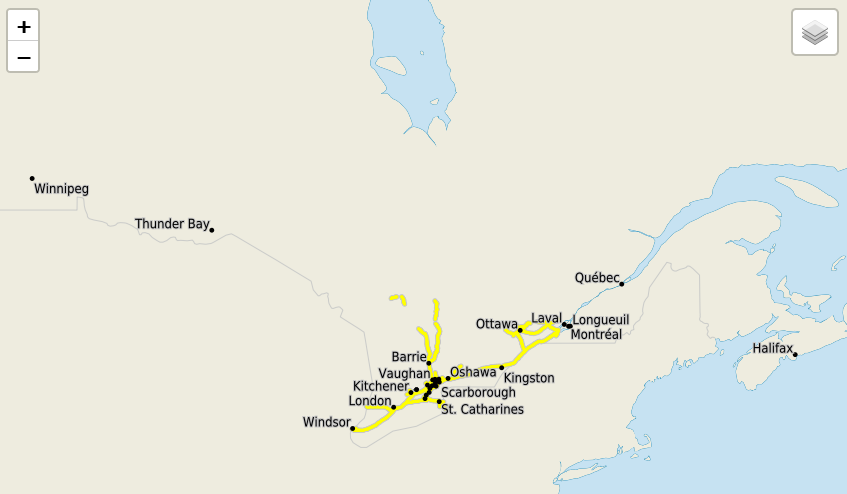 +
−
Winnipeg
Thunder Bay
Québec
Ottawa
Laval
Longueuil
Montréal
Halifax
Barrie
Vaughan
Oshawa
Kingston
Kitchener
Scarborough
London
St. Catharines
Windsor